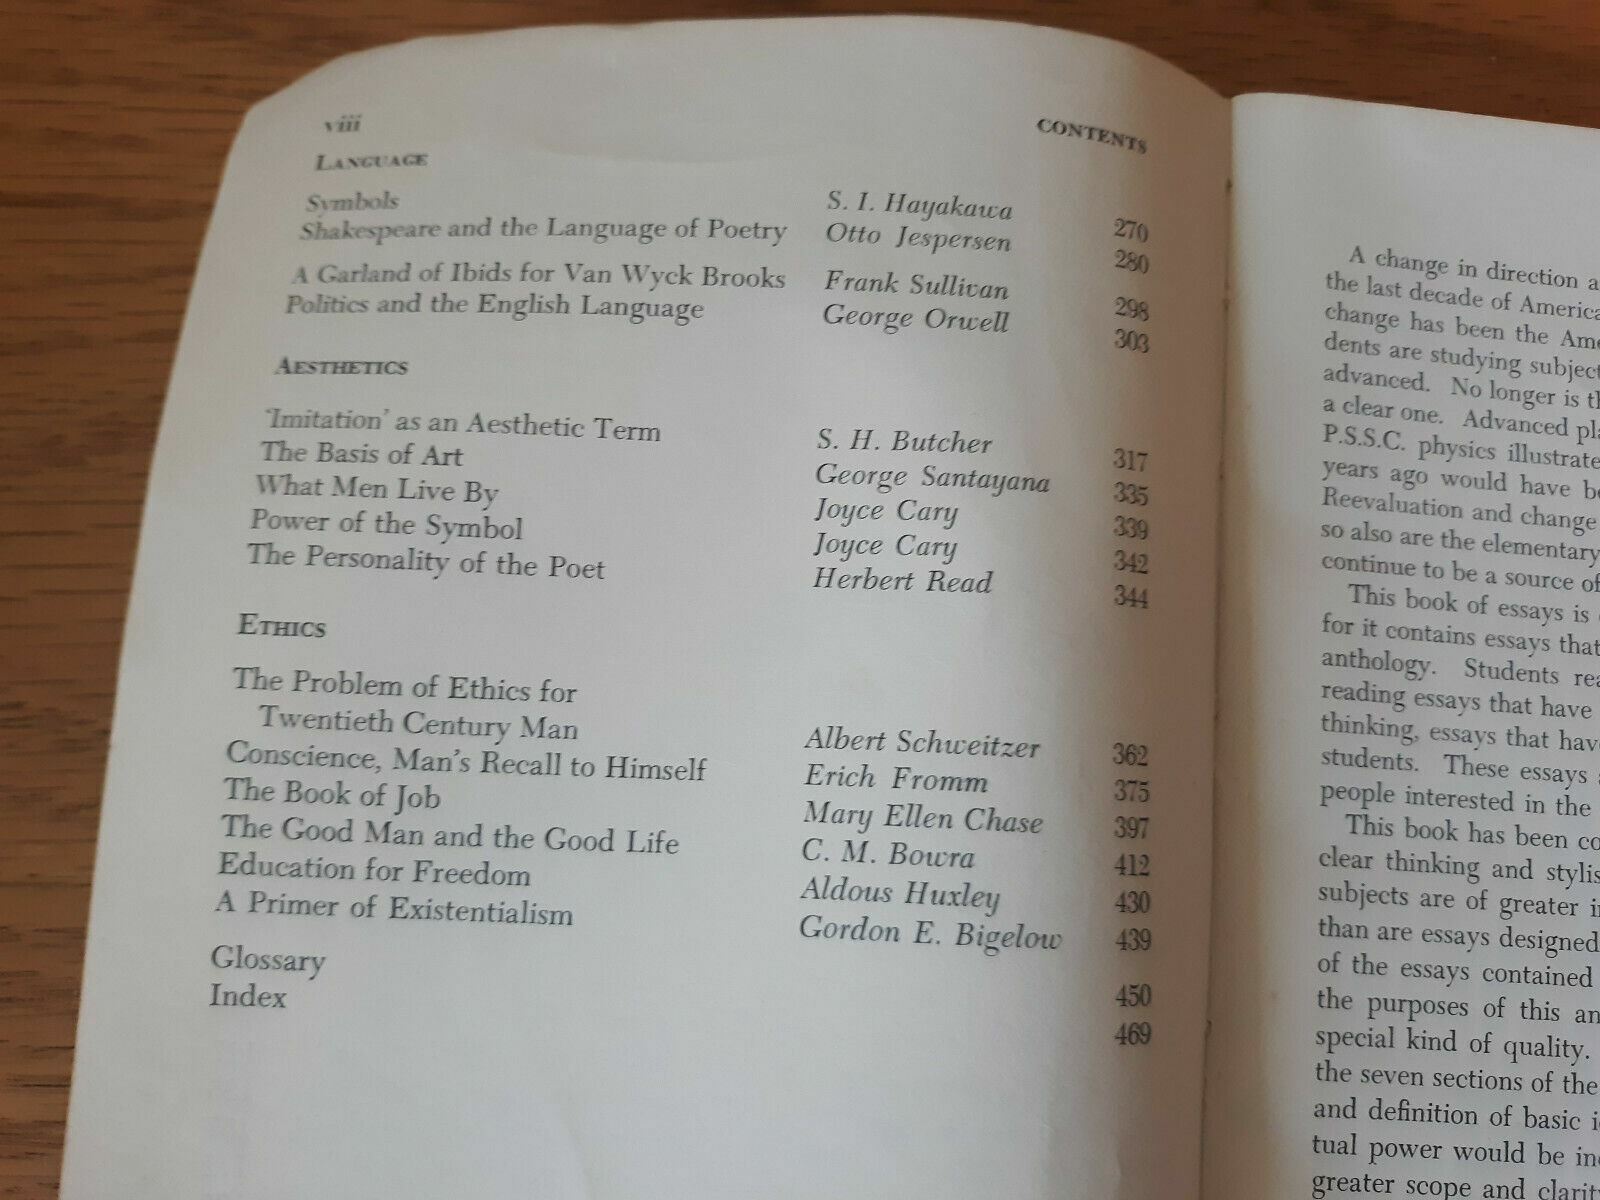 viii CONTENTS
LANGUAGE
Symbols S. I. Hayakawa 270
Shakespeare and the Language of Poetry Otto Jespersen 280
A Garland of Ibids for Van Wyck Brooks Frank Sullivan 298
Politics and the English Language George Orwell 303
AESTHETICS
'Imitation' as an Aesthetic Term S. H. Butcher 317
The Basis of Art George Santayana 335
What Men Live By Joyce Cary 339
Power of the Symbol Joyce Cary 342
The Personality of the Poet Herbert Read 344
ETHICS
The Problem of Ethics for
Twentieth Century Man Albert Schweitzer 362
Conscience, Man's Recall to Himself Erich Fromm 375
The Book of Job Mary Ellen Chase 397
The Good Man and the Good Life C. M. Bowra 412
Education for Freedom Aldous Huxley 430
A Primer of Existentialism Gordon E. Bigelow 439
Glossary 450
Index 469
A change in direction
the last decade of
change has been the
dents are studying
advanced. No longer is
a clear one. Advanced
P.S.S.C. physics
years ago would have
Reevaluation and change
so also are the elementary
continue to be a source of
This book of essays is
for it contains essays that
anthology. Students
reading essays that have
thinking, essays that
students. These essays
people interested in the
This book has been
clear thinking and
subjects are of greater
than are essays designed
of the essays contained
the purposes of this
special kind of quality.
the seven sections of the
and definition of basic
tual power would be
greater scope and